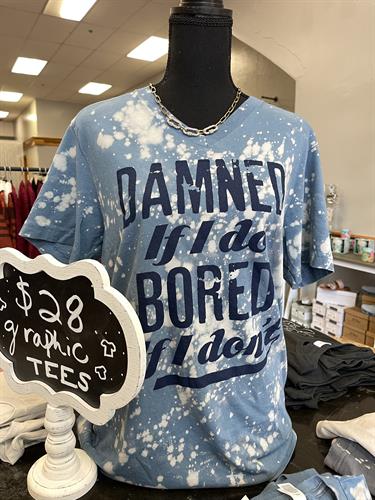 DAMNED
If I do
BORED
if I don't
$28
graphic
TEES